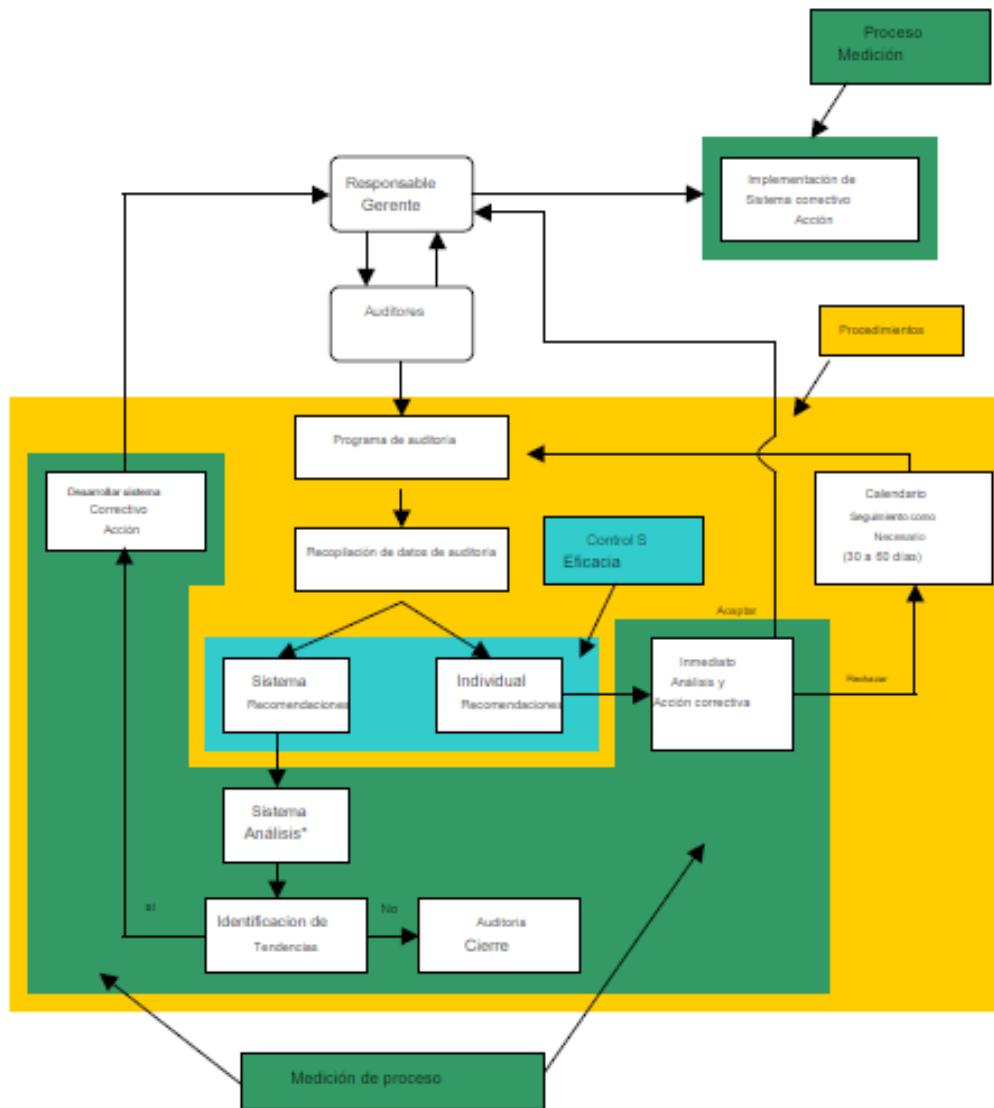 Proceso
Medición
Implementación de
Sistema correctivo
Acción
Responsable
Gerente
Auditores
Procedimientos
Programa de auditoría
Desarrollar sistema
Correctivo
Acción
Calendario
Seguimiento como
Necesario
(30 a 60 días)
Recopilación de datos de auditoría
Control S
Eficacia
Aceptar
Sistema
Recomendaciones
Individual
Recomendaciones
Inmediato
Análisis y
Acción correctiva
Rechazar
Sistema
Análisis*
sí
Identificacion de
Tendencias
No
Auditoria
Cierre
Medición de proceso